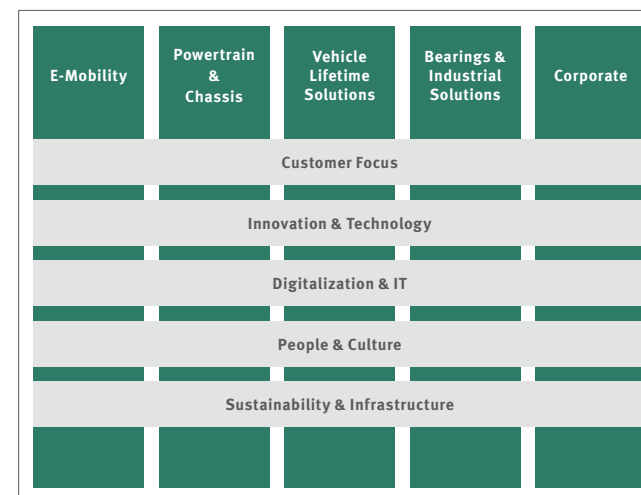 E-Mobility
Powertrain
&
Chassis
Vehicle
Lifetime
Solutions
Bearings &
Industrial
Solutions
Corporate
Customer Focus
Innovation & Technology
Digitalization & IT
People & Culture
Sustainability & Infrastructure